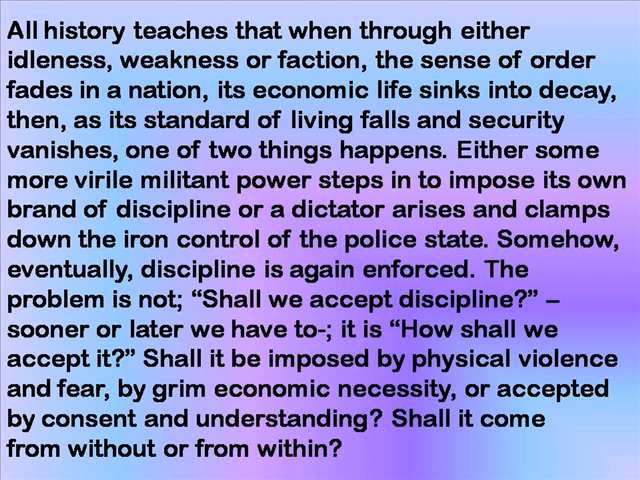 All history teaches that when through either
idleness, weakness or faction, the sense of order
fades in a nation, its economic life sinks into decay,
then, as its standard of living falls and security
vanishes, one of two things happens. Either some
more virile militant power steps in to impose its own
brand of discipline or a dictator arises and clamps
down the iron control of the police state. Somehow,
eventually, discipline is again enforced. The
problem is not; “Shall we accept discipline?” –
sooner or later we have to-; it is “How shall we
accept it?” Shall it be imposed by physical violence
and fear, by grim economic necessity, or accepted
by consent and understanding? Shall it come
from without or from within?